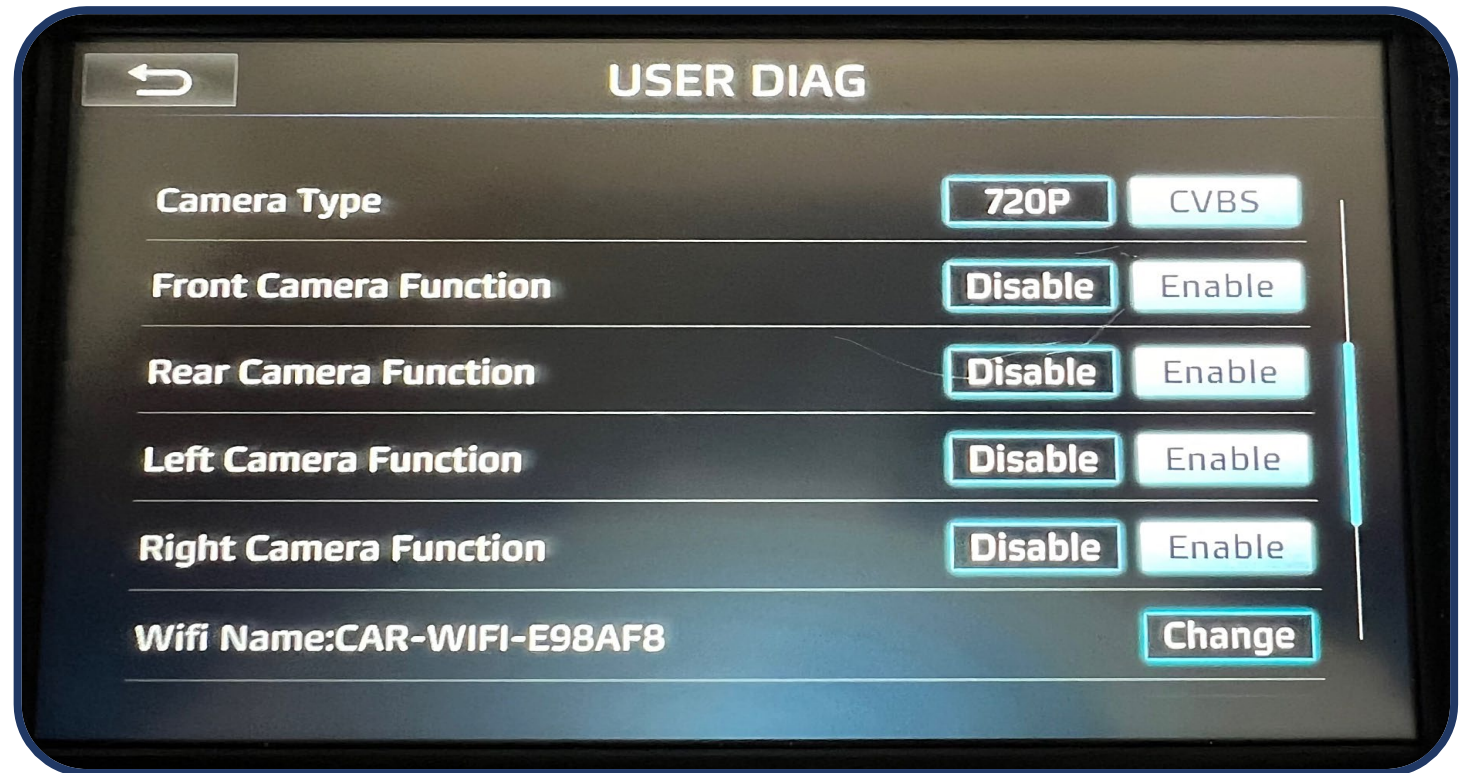 USER DIAG
Camera Type 720P CVBS
Front Camera Function Disable Enable
Rear Camera Function Disable Enable
Left Camera Function Disable Enable
Right Camera Function Disable Enable
Wifi Name:CAR-WIFI-E98AF8 Change